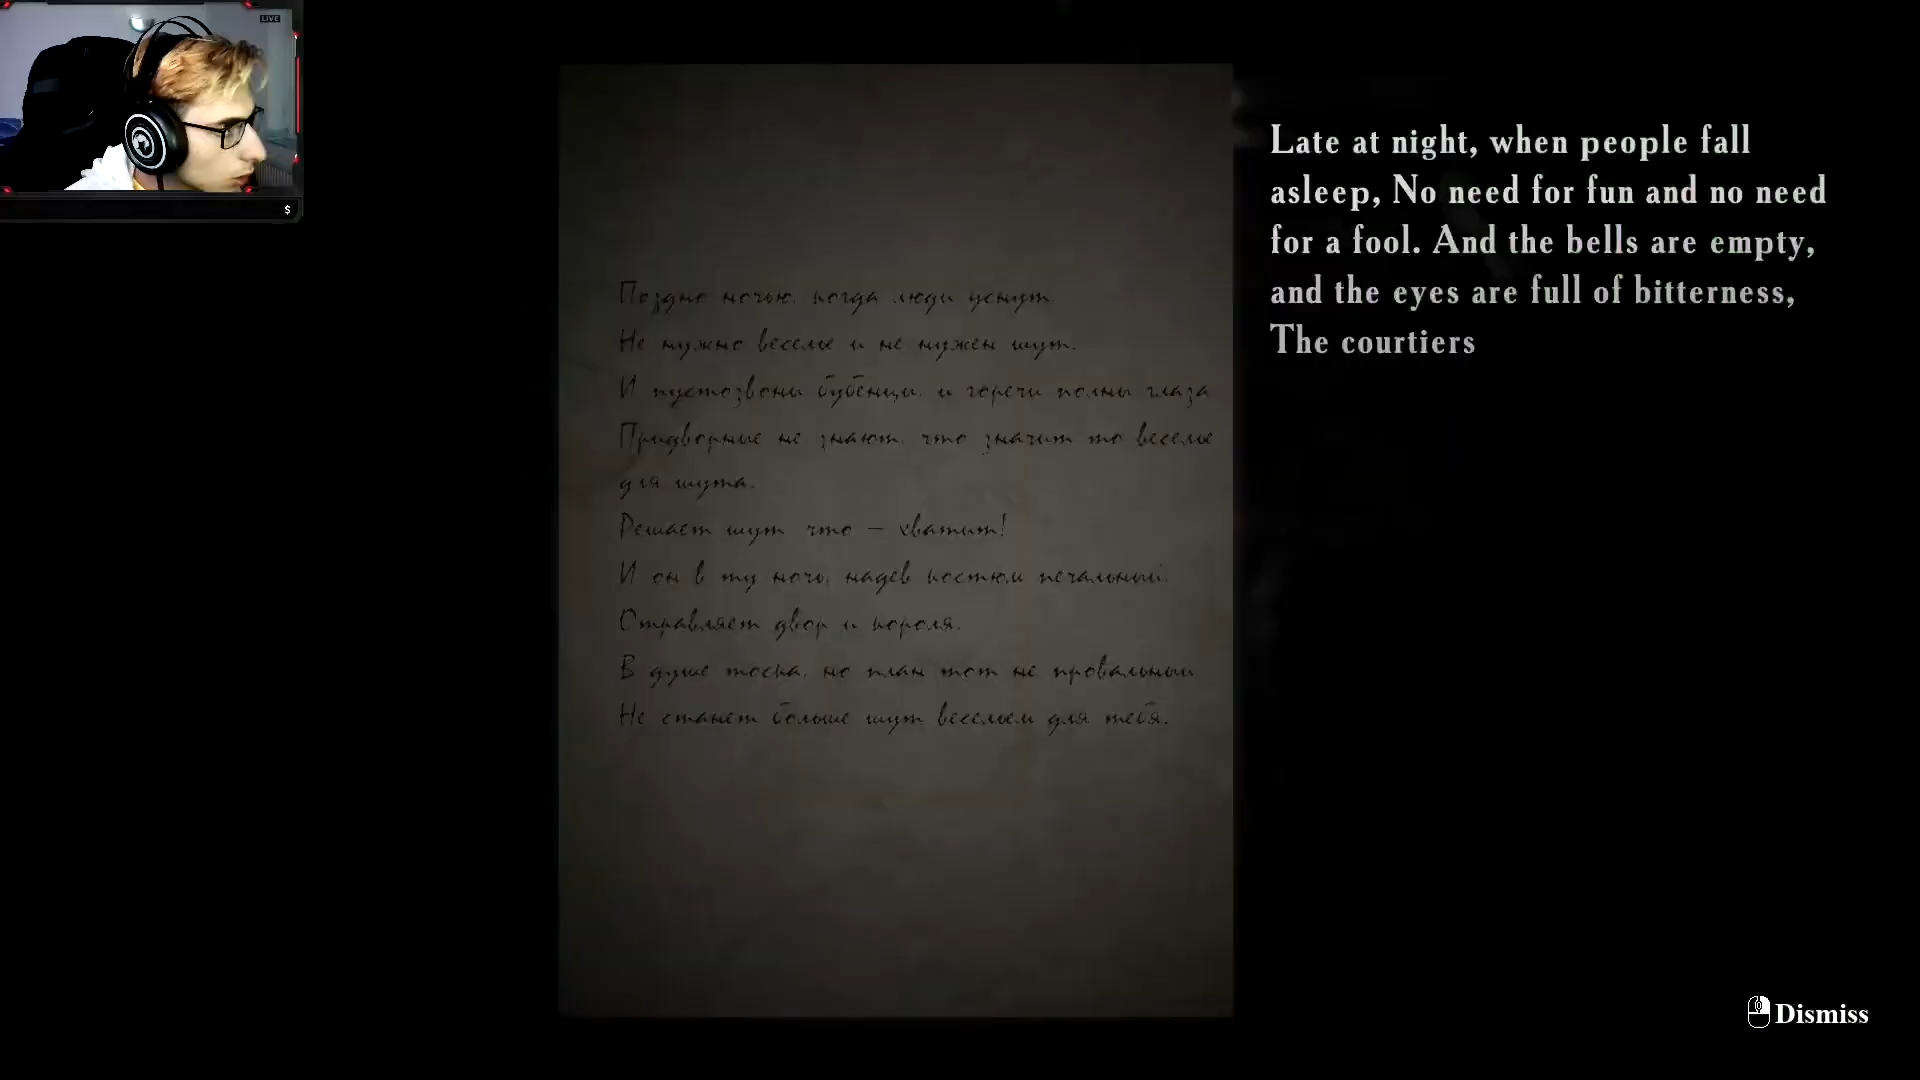 LIVE
$
Поздно ночью, когда люди уснут,
Не нужно веселье и не нужен шут.
И пустозвоны бубенцы, и горечи полны глаза
Придворные не знают, что значит то веселье
для шута.
Решает шут что — хватит!
И он в ту ночь, надев костюм печальный,
Стравляет двор и короля.
В душе тоска, но план тот не провальный
Не станет больше шут весельем для тебя.
Late at night, when people fall
asleep, No need for fun and no need
for a fool. And the bells are empty,
and the eyes are full of bitterness,
The courtiers
Dismiss